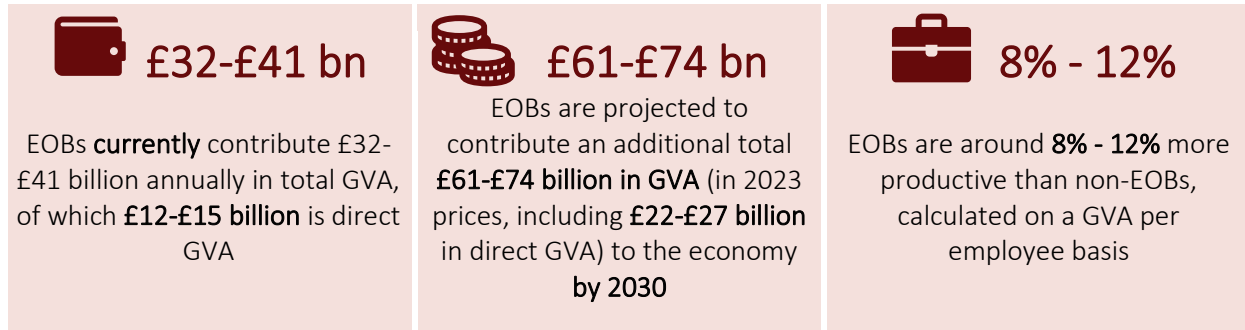 £32-£41 bn
EOBs currently contribute £32-
£41 billion annually in total GVA,
of which £12-£15 billion is direct
GVA
£61-£74 bn
EOBs are projected to
contribute an additional total
£61-£74 billion in GVA (in 2023
prices, including £22-£27 billion
in direct GVA) to the economy
by 2030
8% - 12%
EOBs are around 8% - 12% more
productive than non-EOBs,
calculated on a GVA per
employee basis